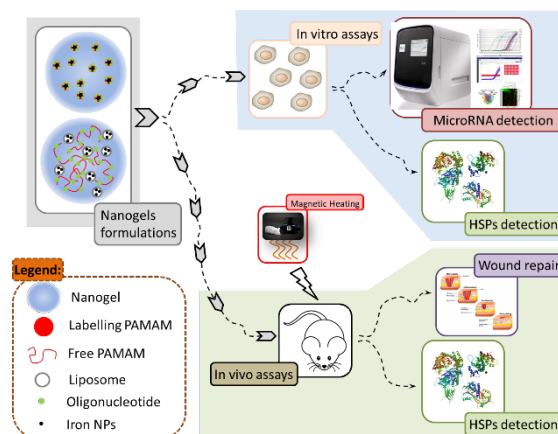 In vitro assays
MicroRNA detection
Nanogels
formulations
HSPs detection
Magnetic Heating
Legend:
Nanogel
Labelling PAMAM
Free PAMAM
Liposome
Oligonucleotide
Iron NPs
In vivo assays
Wound repair
HSPs detection